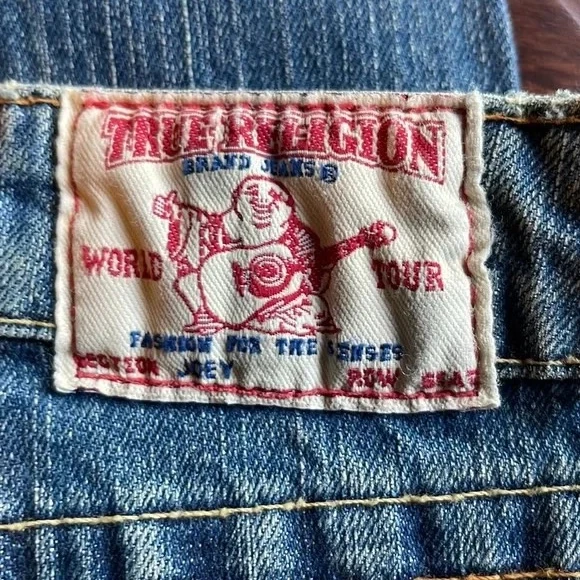 TRUE RELIGION
BRAND JEANS ®
WORLD TOUR
FASHION FOR THE SENSES
SECTION JOEY ROW SEAT